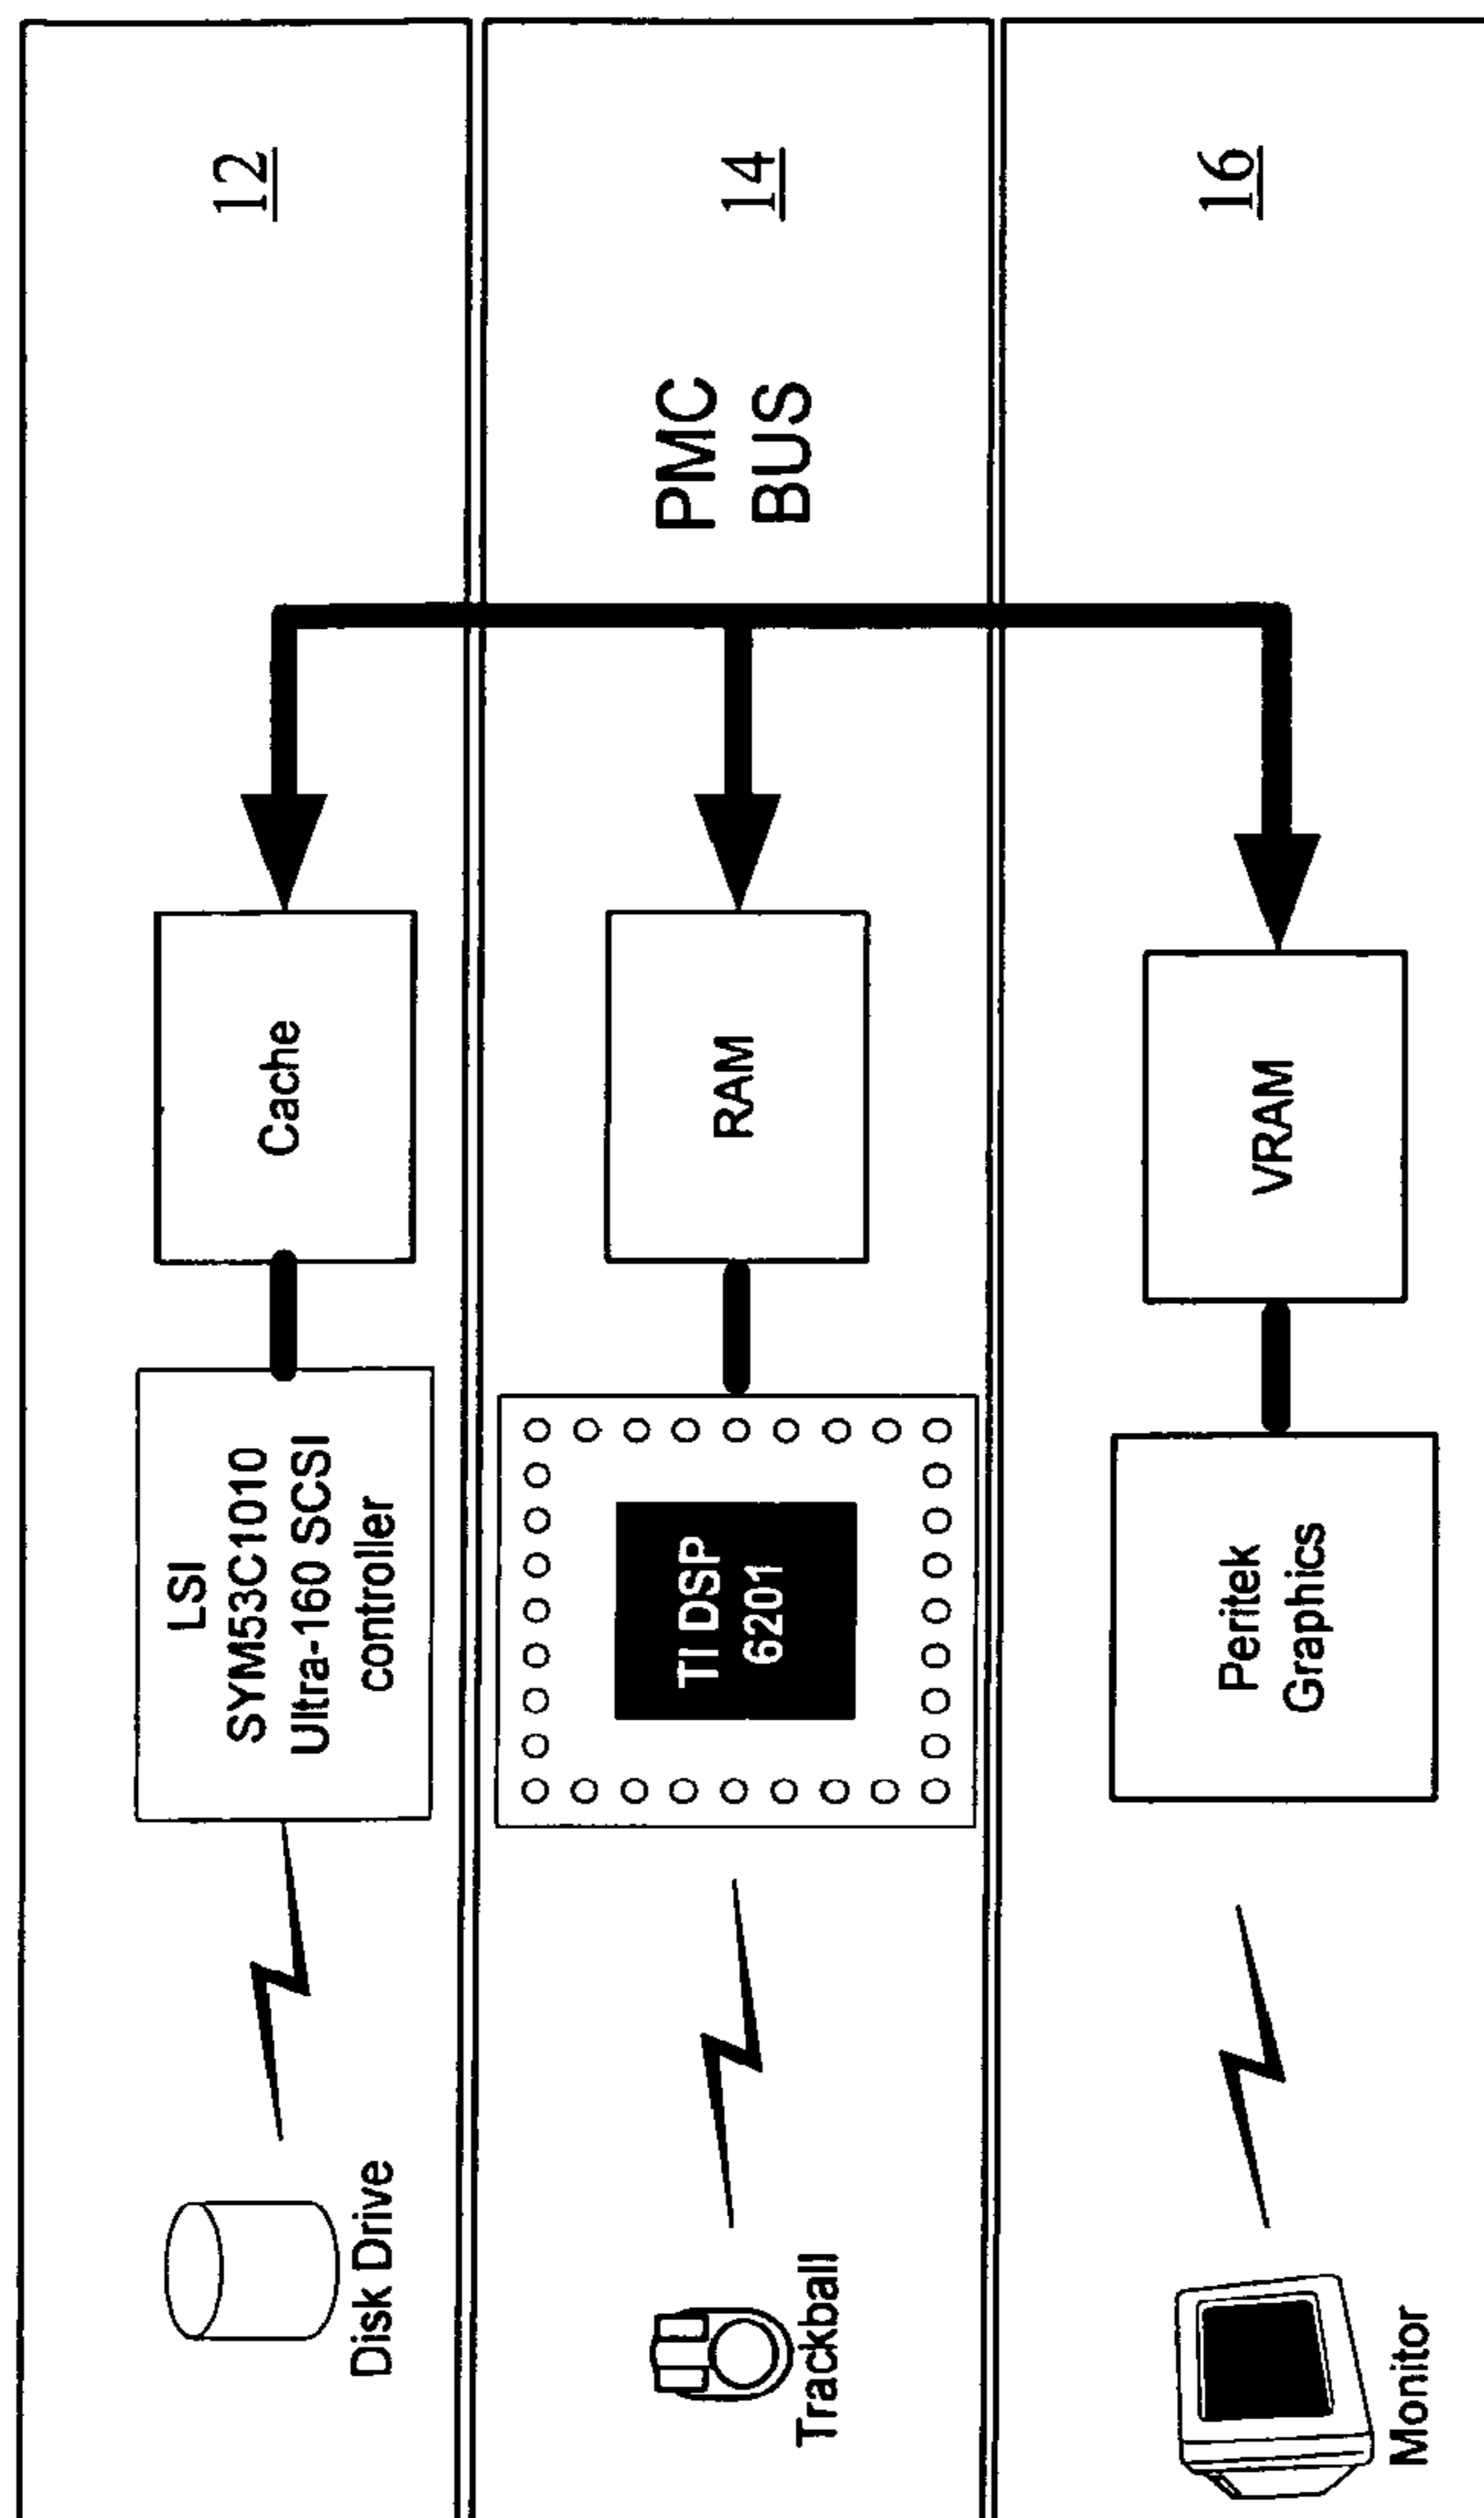 Disk Drive
LSI
SYM53C1010
Ultra-160 SCSI
controller
Cache
12
Trackball
TI DSP
6201
RAM
PMC
BUS
14
Monitor
Peritek
Graphics
VRAM
16